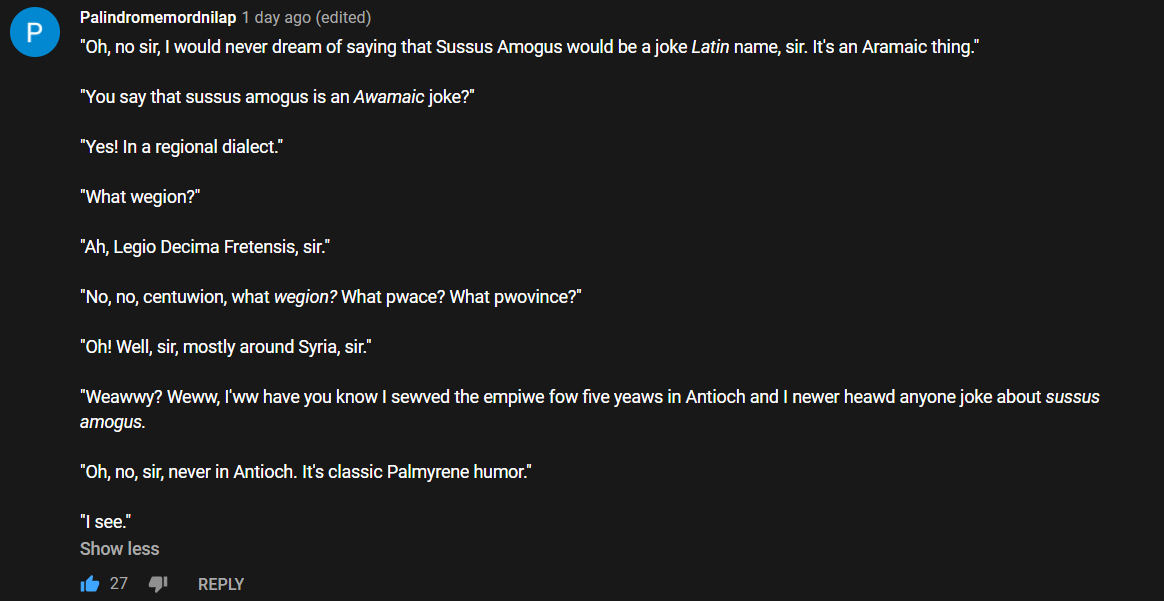 P
Palindromemordnilap 1 day ago (edited)
"Oh, no sir, I would never dream of saying that Sussus Amogus would be a joke Latin name, sir. It's an Aramaic thing."
"You say that sussus amogus is an Awamaic joke?"
"Yes! In a regional dialect."
"What wegion?"
"Ah, Legio Decima Fretensis, sir."
"No, no, centuwion, what wegion? What pwace? What pwovince?"
"Oh! Well, sir, mostly around Syria, sir."
"Weawwy? Weww, I'ww have you know I sewved the empiwe fow five yeaws in Antioch and I newer heawd anyone joke about sussus
amogus.
"Oh, no, sir, never in Antioch. It's classic Palmyrene humor."
"I see."
Show less
27 REPLY